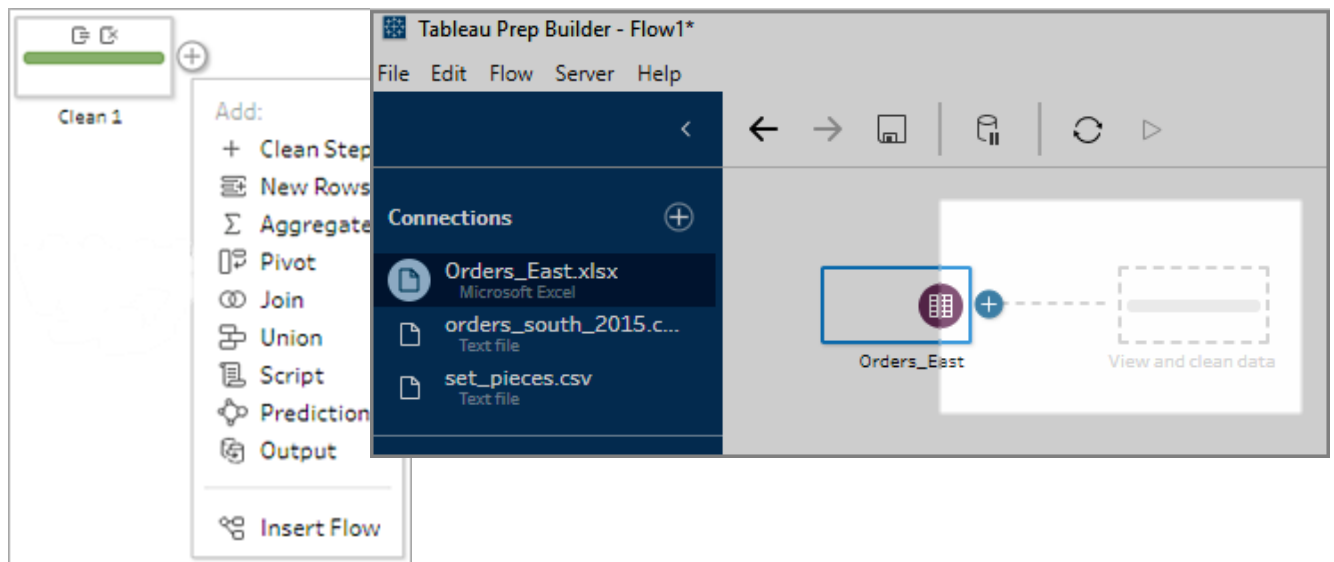 Clean 1
Add:
Clean Step
New Rows
Aggregate
Pivot
Join
Union
Script
Prediction
Output
Insert Flow
Tableau Prep Builder - Flow1*
File Edit Flow Server Help
Connections
Orders_East.xlsx
Microsoft Excel
orders_south_2015.c...
Text file
set_pieces.csv
Text file
Orders_East
View and clean data